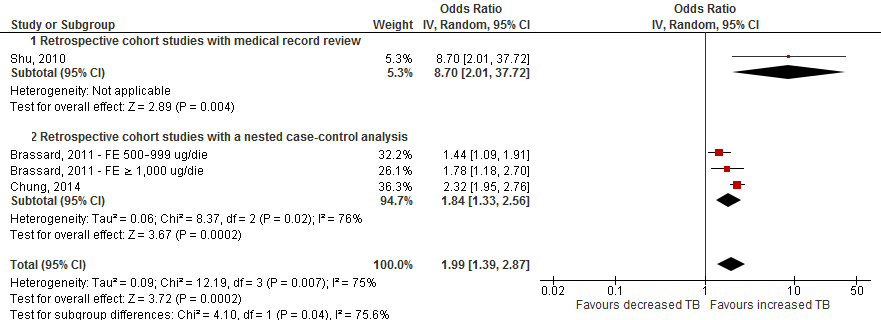 Odds Ratio Odds Ratio
Study or Subgroup Weight IV, Random, 95% CI IV, Random, 95% CI
1 Retrospective cohort studies with medical record review
Shu, 2010 5.3% 8.70 [2.01, 37.72]
Subtotal (95% CI) 5.3% 8.70 [2.01, 37.72]
Heterogeneity: Not applicable
Test for overall effect: Z = 2.89 (P = 0.004)
2 Retrospective cohort studies with a nested case-control analysis
Brassard, 2011 - FE 500-999 ug/die 32.2% 1.44 [1.09, 1.91]
Brassard, 2011 - FE ≥ 1,000 ug/die 26.1% 1.78 [1.18, 2.70]
Chung, 2014 36.3% 2.32 [1.95, 2.76]
Subtotal (95% CI) 94.7% 1.84 [1.33, 2.56]
Heterogeneity: Tau² = 0.06; Chi² = 8.37, df = 2 (P = 0.02); I² = 76%
Test for overall effect: Z = 3.67 (P = 0.0002)
Total (95% CI) 100.0% 1.99 [1.39, 2.87]
Heterogeneity: Tau² = 0.09; Chi² = 12.19, df = 3 (P = 0.007); I² = 75%
Test for overall effect: Z = 3.72 (P = 0.0002)
Test for subgroup differences: Chi² = 4.10, df = 1 (P = 0.04), I² = 75.6%
0.02 0.1 1 10 50
Favours decreased TB Favours increased TB